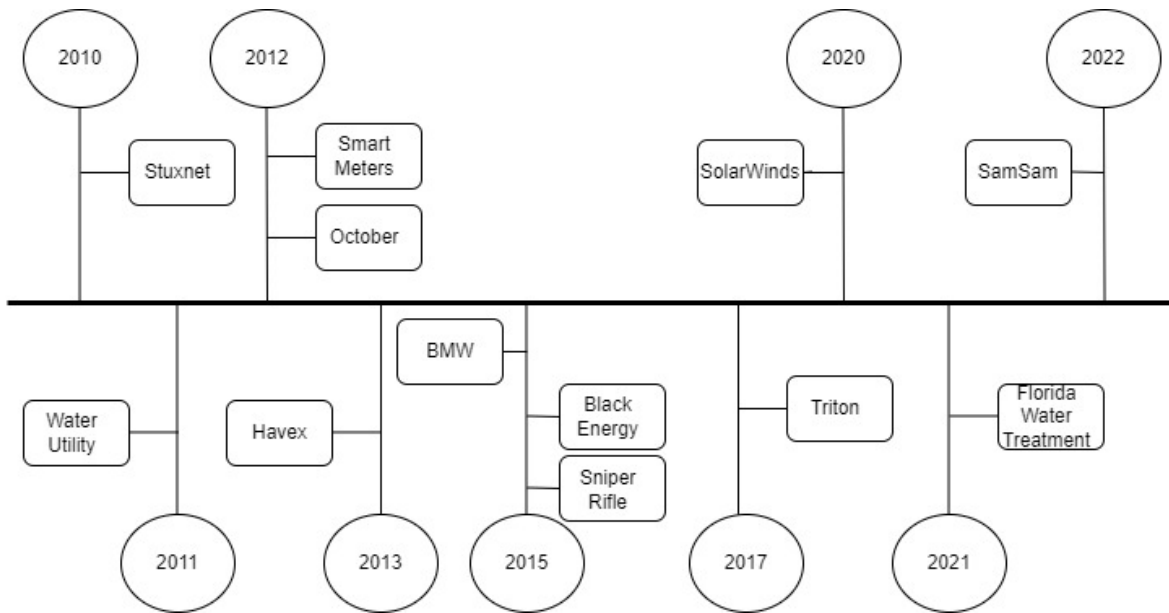 2010
2012
2020
2022
Stuxnet
Smart
Meters
October
SolarWinds
SamSam
BMW
Water
Utility
Havex
Black
Energy
Sniper
Rifle
Triton
Florida
Water
Treatment
2011
2013
2015
2017
2021